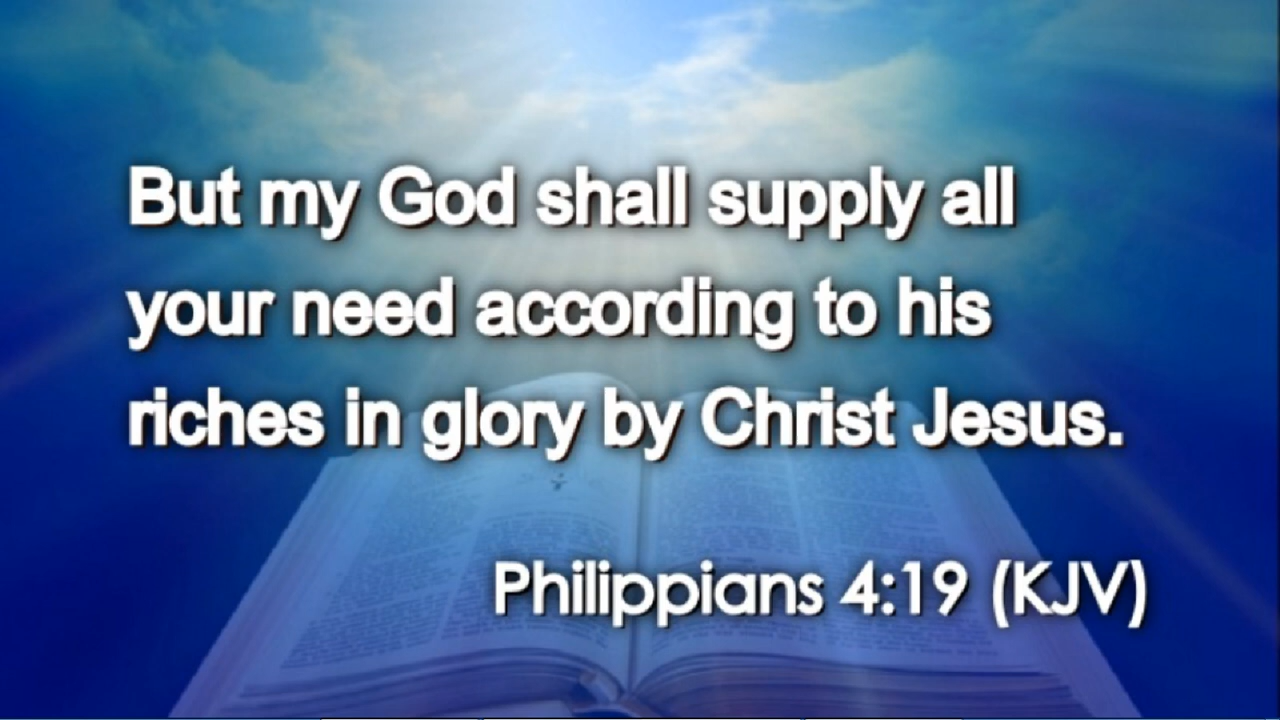 But my God shall supply all
your need according to his
riches in glory by Christ Jesus.
Philippians 4:19 (KJV)